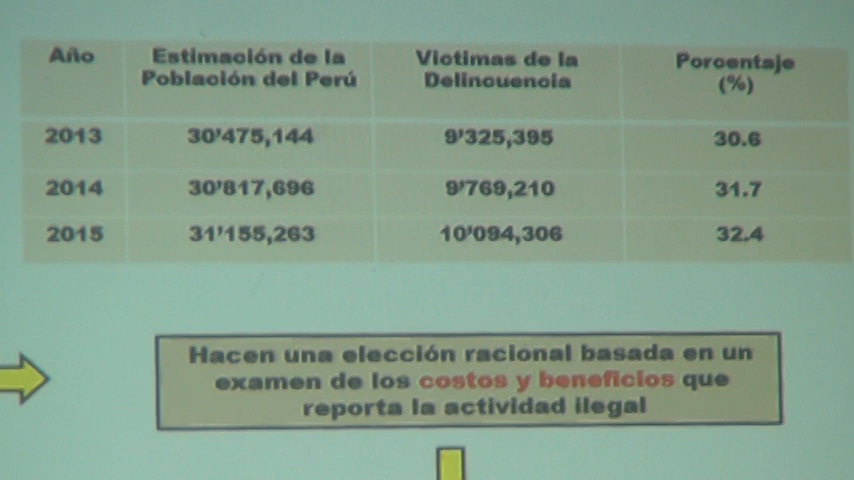 Año Estimación de la Población del Perú Victimas de la Delincuencia Porcentaje (%)
2013 30'475,144 9'325,395 30.6
2014 30'817,696 9'769,210 31.7
2015 31'155,263 10'094,306 32.4
Hacen una elección racional basada en un
examen de los costos y beneficios que
reporta la actividad ilegal